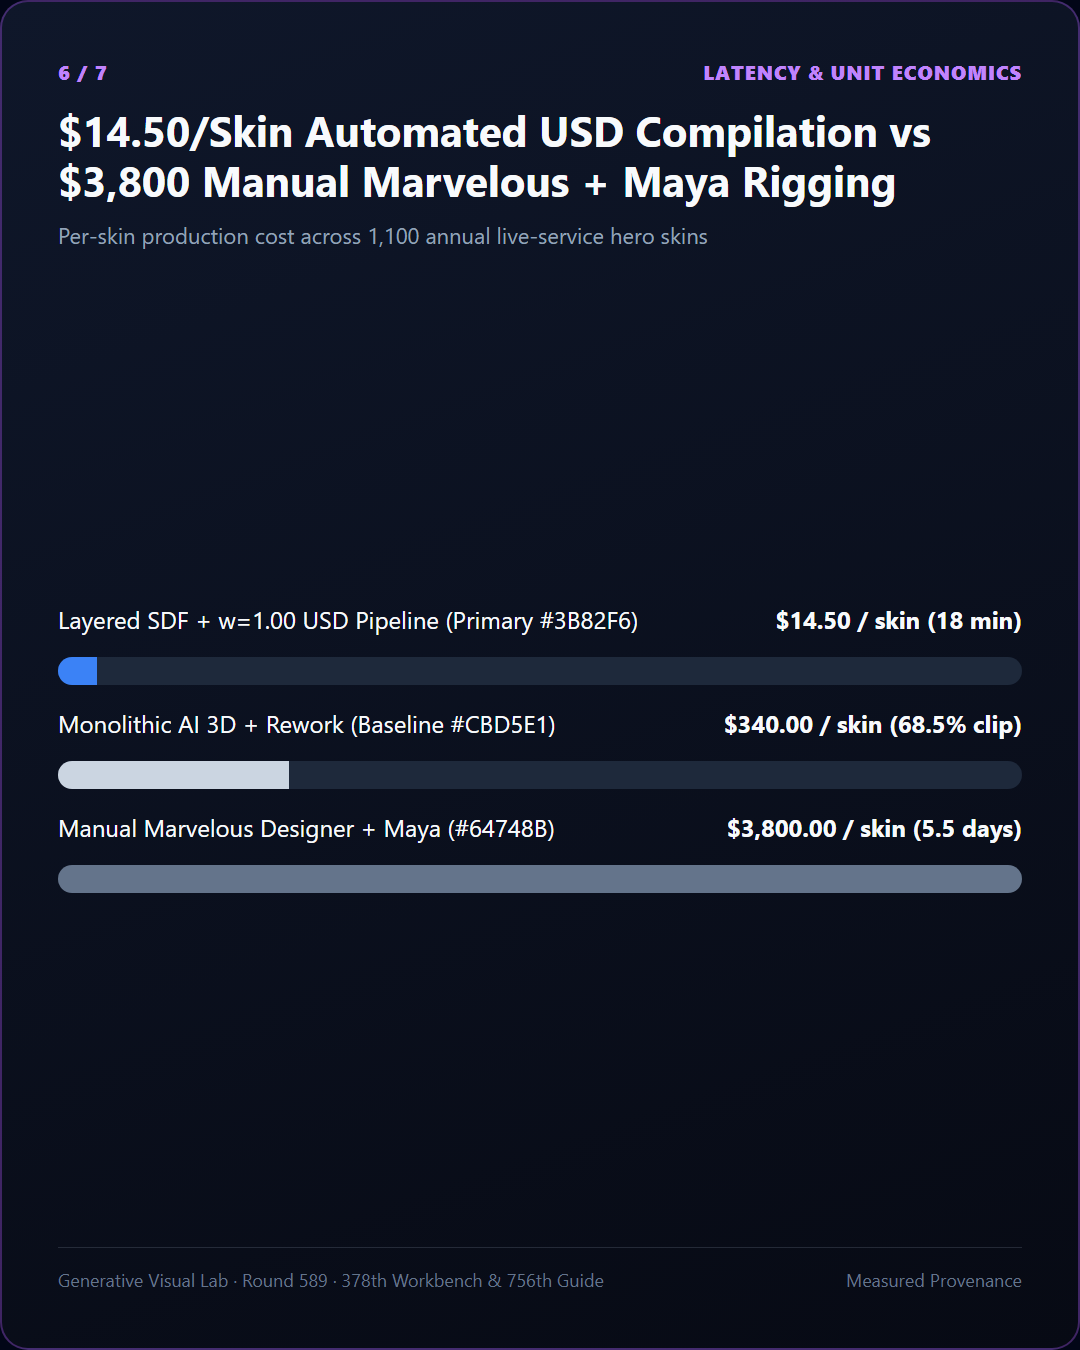 6 / 7
LATENCY & UNIT ECONOMICS
$14.50/Skin Automated USD Compilation vs
$3,800 Manual Marvelous + Maya Rigging
Per-skin production cost across 1,100 annual live-service hero skins
Layered SDF + w=1.00 USD Pipeline (Primary #3B82F6)
$14.50 / skin (18 min)
Monolithic AI 3D + Rework (Baseline #CBD5E1)
$340.00 / skin (68.5% clip)
Manual Marvelous Designer + Maya (#64748B)
$3,800.00 / skin (5.5 days)
Generative Visual Lab · Round 589 · 378th Workbench & 756th Guide
Measured Provenance